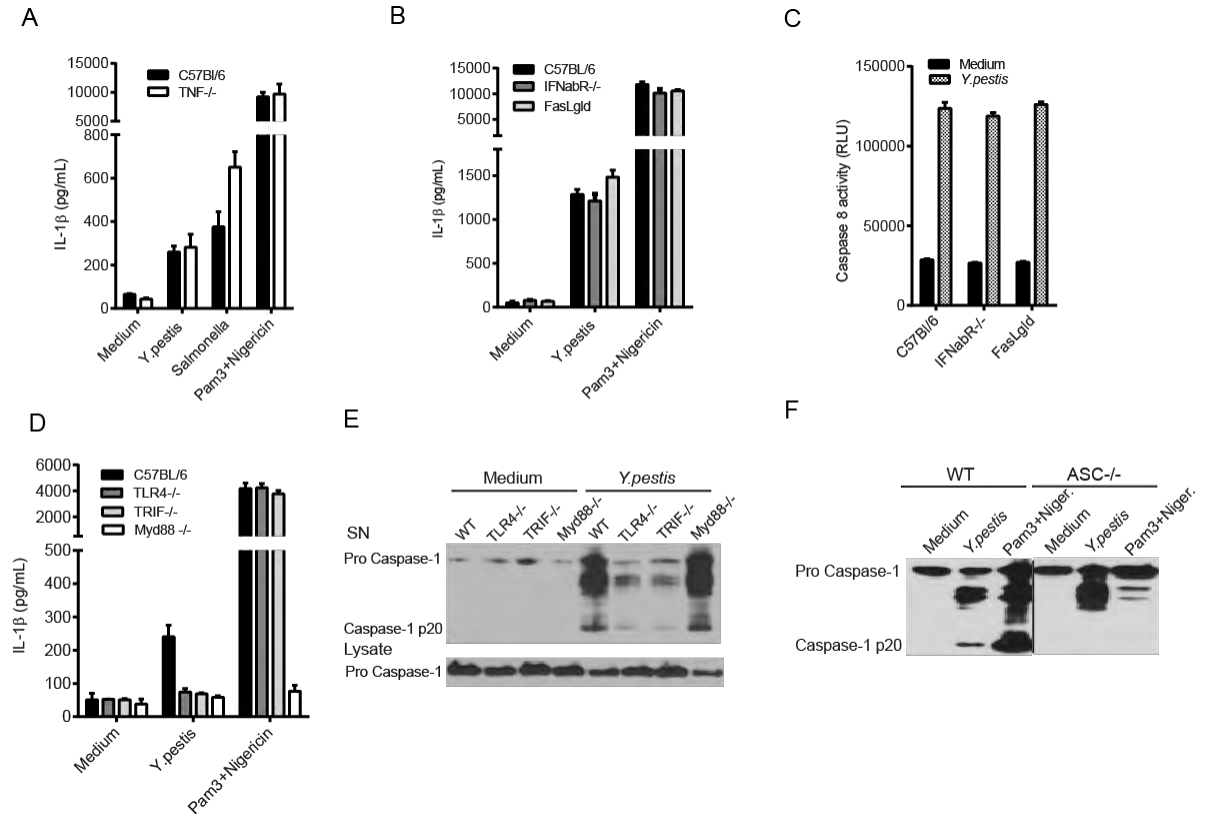 A
15000
10000
5000
800
600
400
200
0
IL-1β (pg/mL)
C57Bl/6
TNF-/-
Medium
Y.pestis
Salmonella
Pam3+Nigericin
B
15000
10000
5000
1500
1000
500
0
IL-1β (pg/mL)
C57BL/6
IFNabR-/-
FasLgld
Medium
Y.pestis
Pam3+Nigericin
C
Medium
Y.pestis
150000
100000
50000
0
Caspase 8 activity (RLU)
C57Bl/6
IFNabR-/-
FasLgld
D
6000
4000
2000
500
400
300
200
100
0
IL-1β (pg/mL)
C57BL/6
TLR4-/-
TRIF-/-
Myd88 -/-
Medium
Y.pestis
Pam3+Nigericin
E
Medium
Y.pestis
SN
WT
TLR4-/-
TRIF-/-
Myd88-/-
WT
TLR4-/-
TRIF-/-
Myd88-/-
Pro Caspase-1
Caspase-1 p20
Lysate
Pro Caspase-1
F
WT
ASC-/-
Medium
Y.pestis
Pam3+Niger.
Medium
Y.pestis
Pam3+Niger.
Pro Caspase-1
Caspase-1 p20